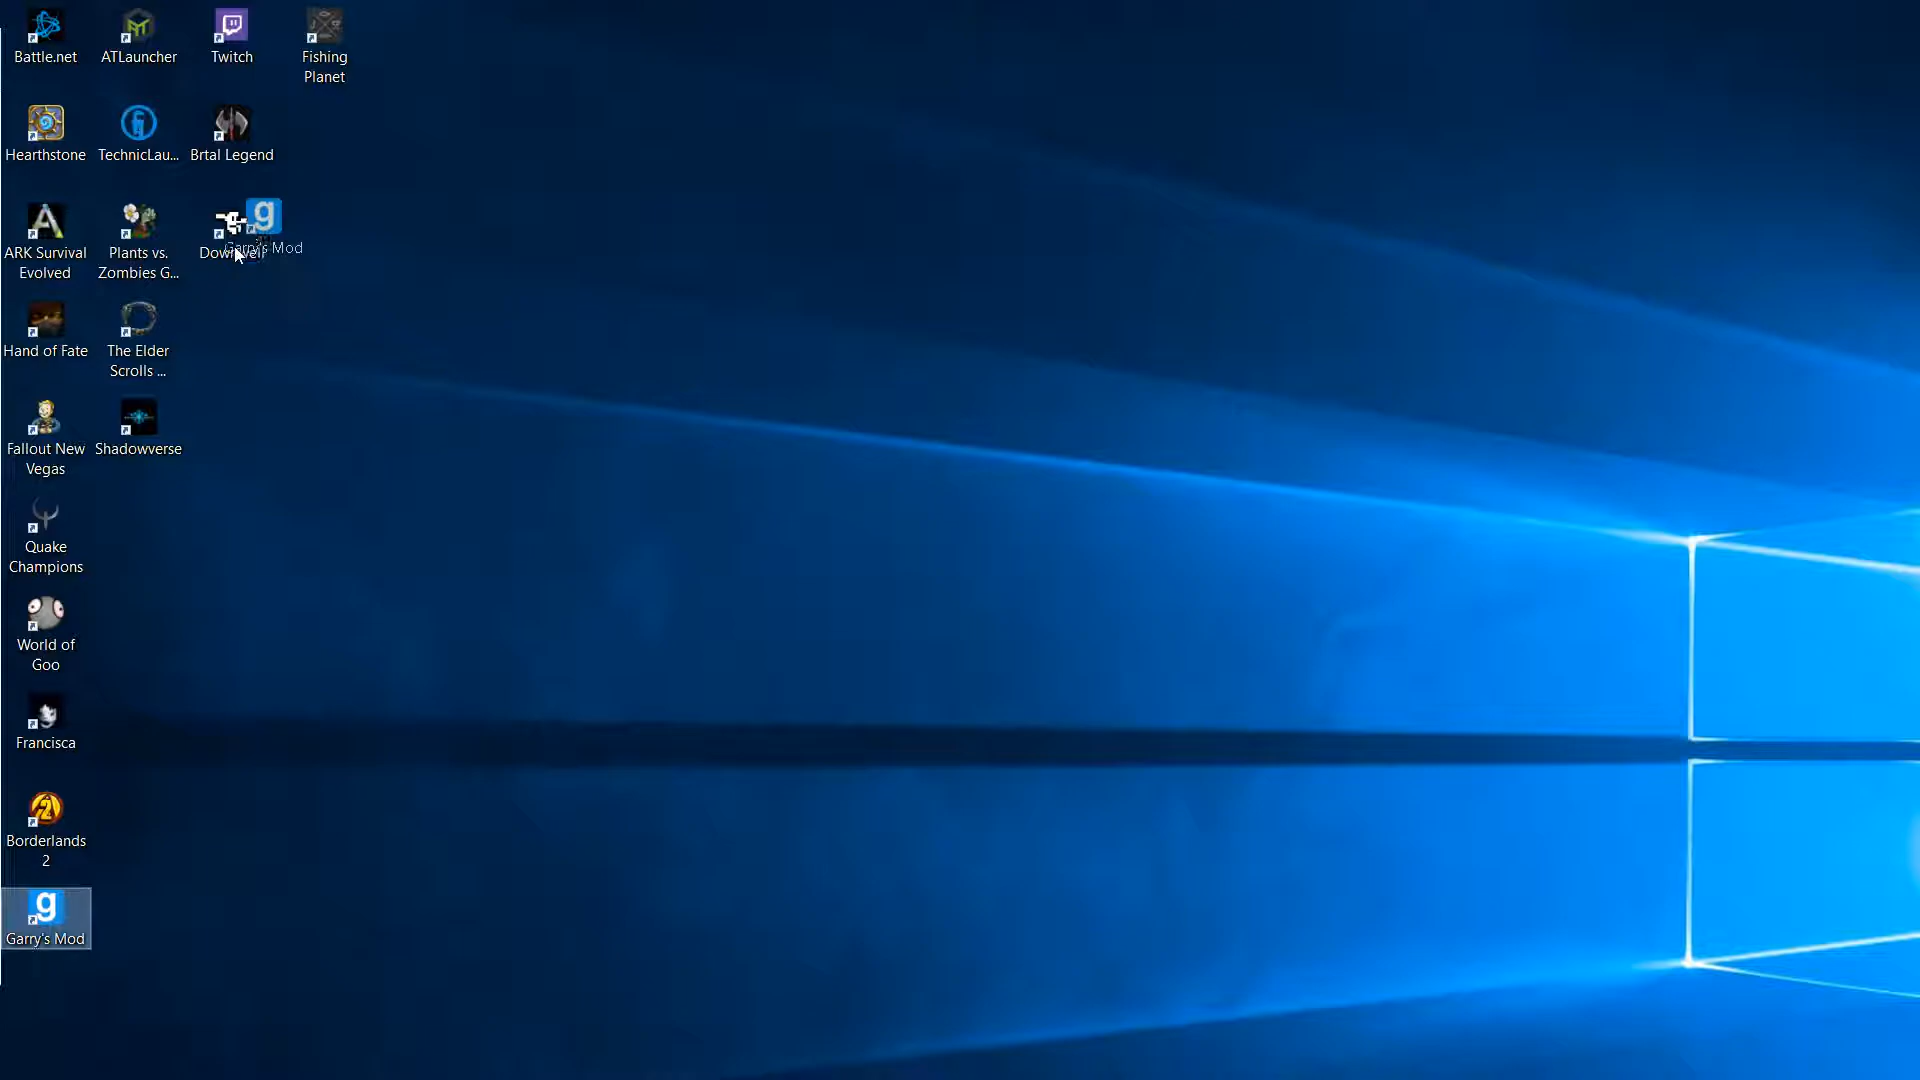 Battle.net
ATLauncher
Twitch
Fishing
Planet
Hearthstone
TechnicLau...
Brtal Legend
ARK Survival
Evolved
Plants vs.
Zombies G...
Garry's Mod
Hand of Fate
The Elder
Scrolls ...
Fallout New
Vegas
Shadowverse
Quake
Champions
World of
Goo
Francisca
Borderlands
2
Garry's Mod